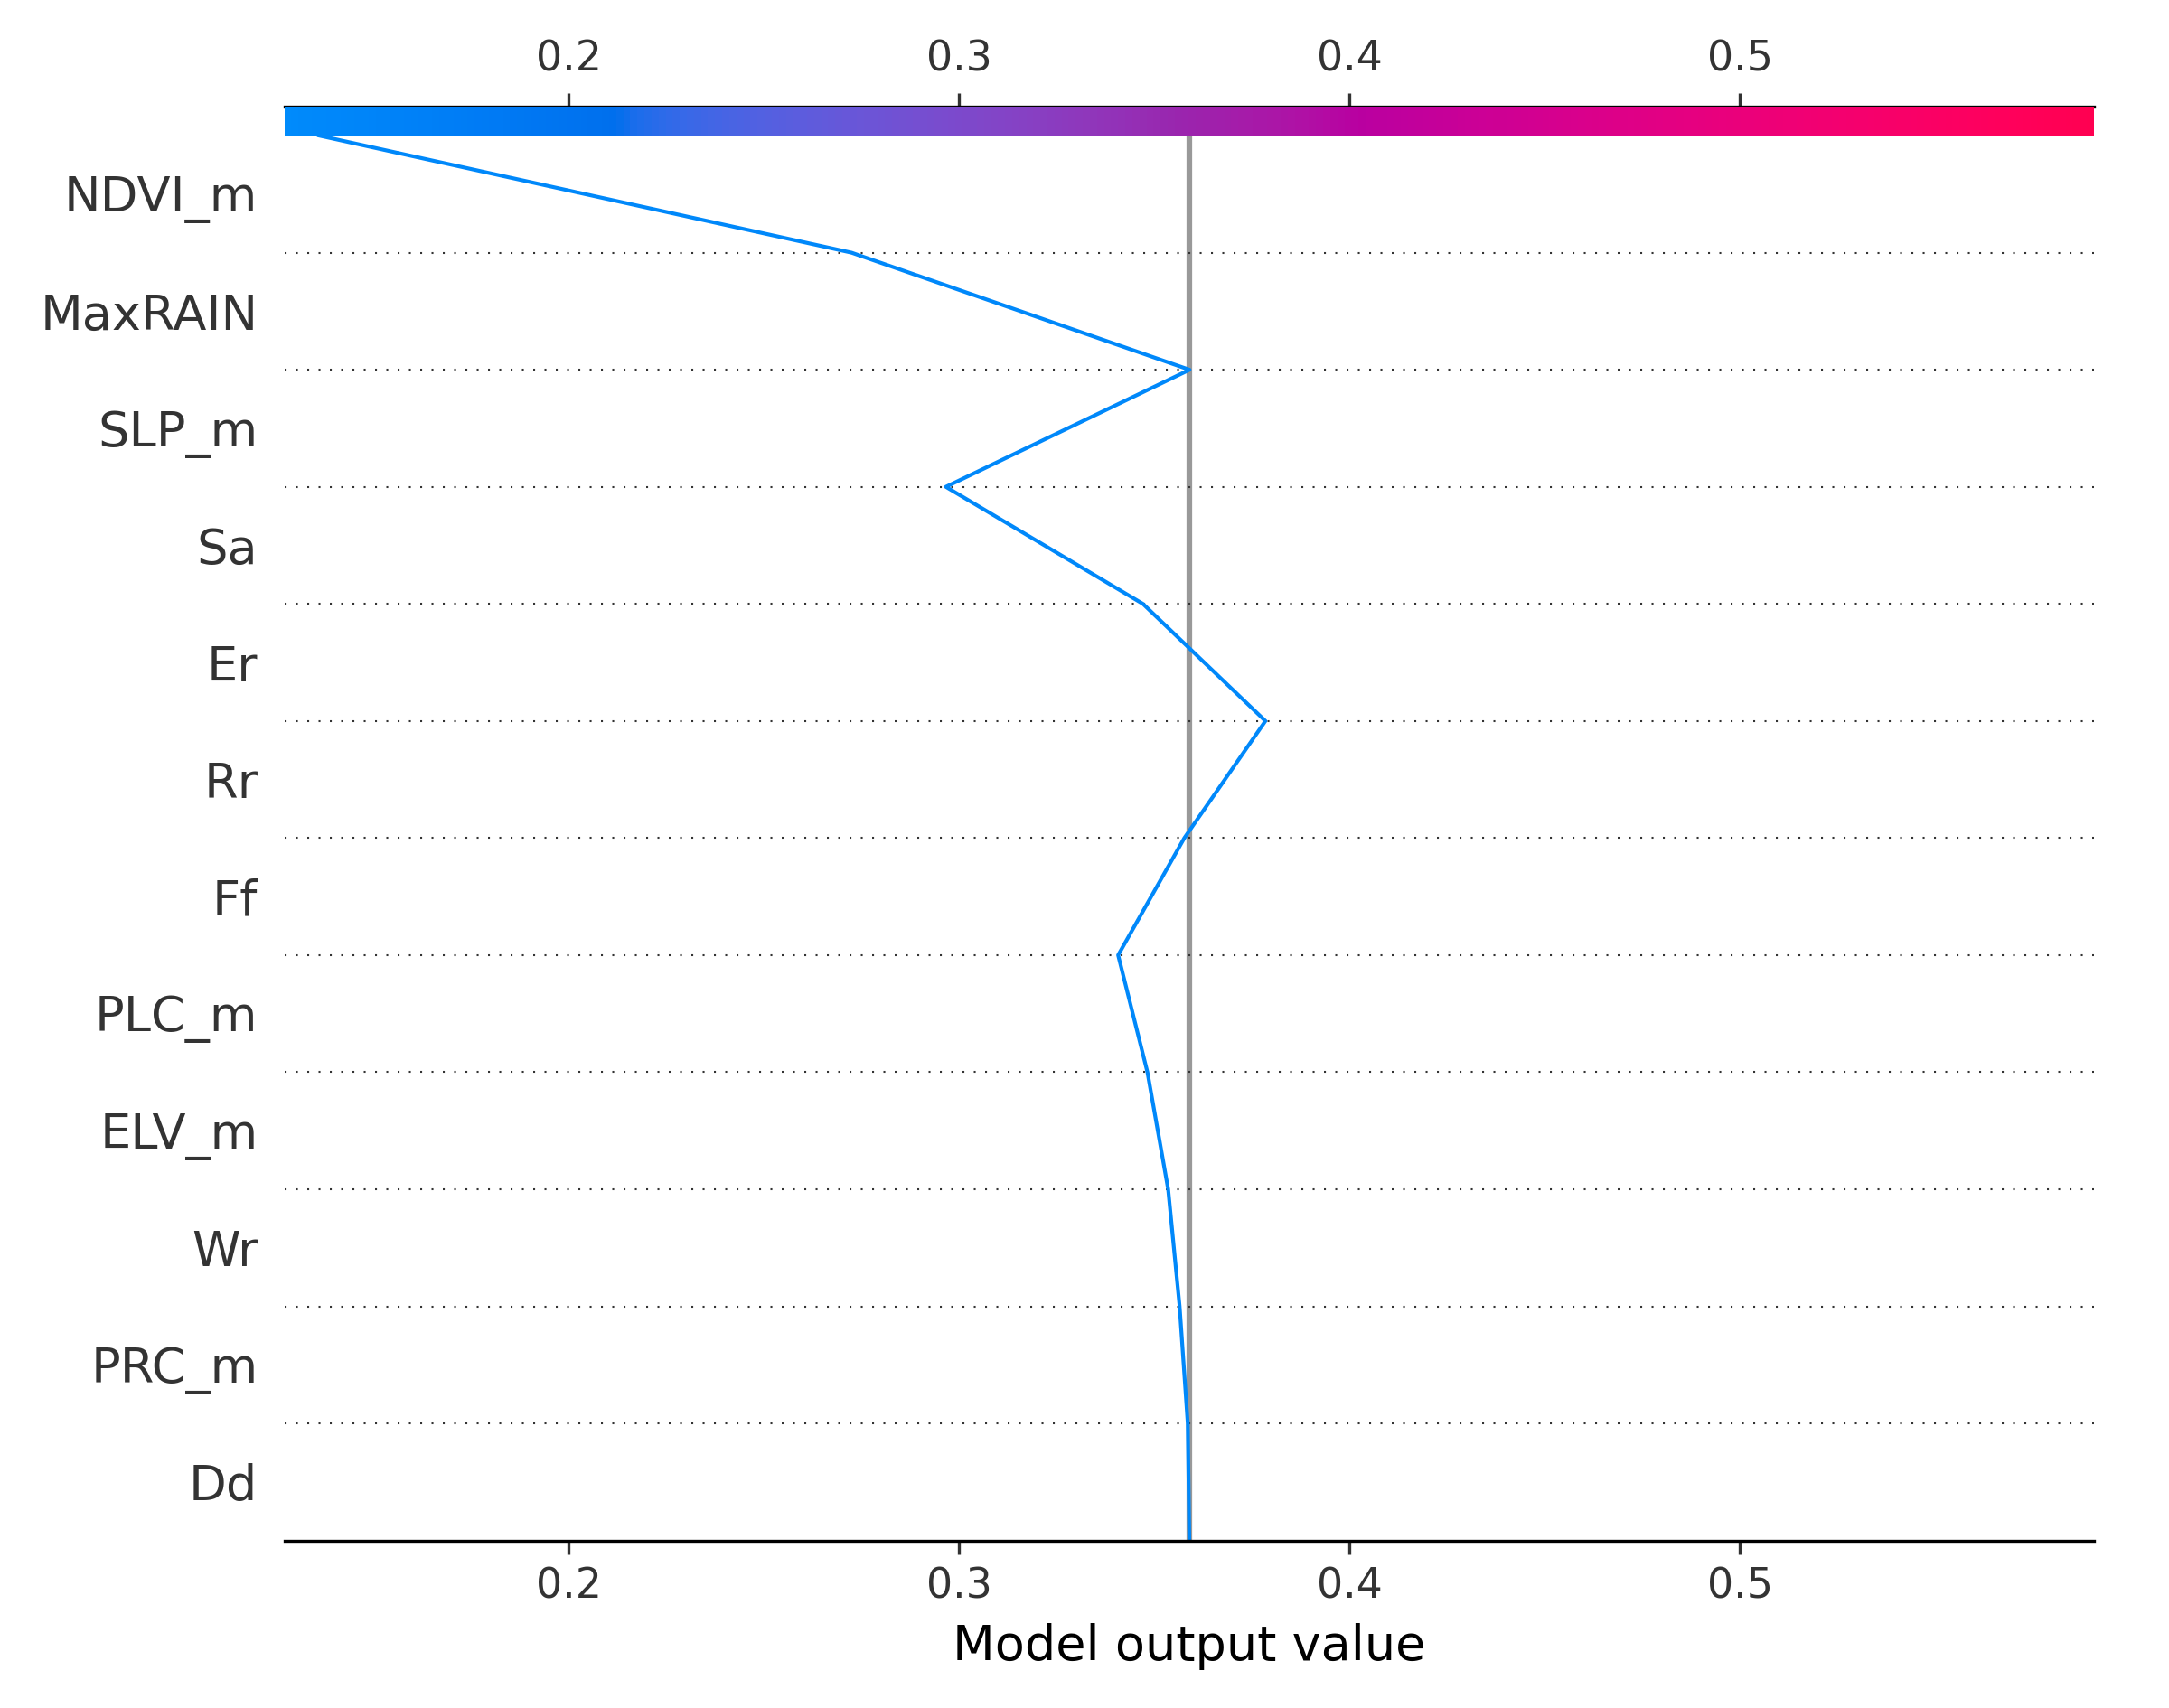 0.2 0.3 0.4 0.5
NDVI_m
MaxRAIN
SLP_m
Sa
Er
Rr
Ff
PLC_m
ELV_m
Wr
PRC_m
Dd
0.2 0.3 0.4 0.5
Model output value